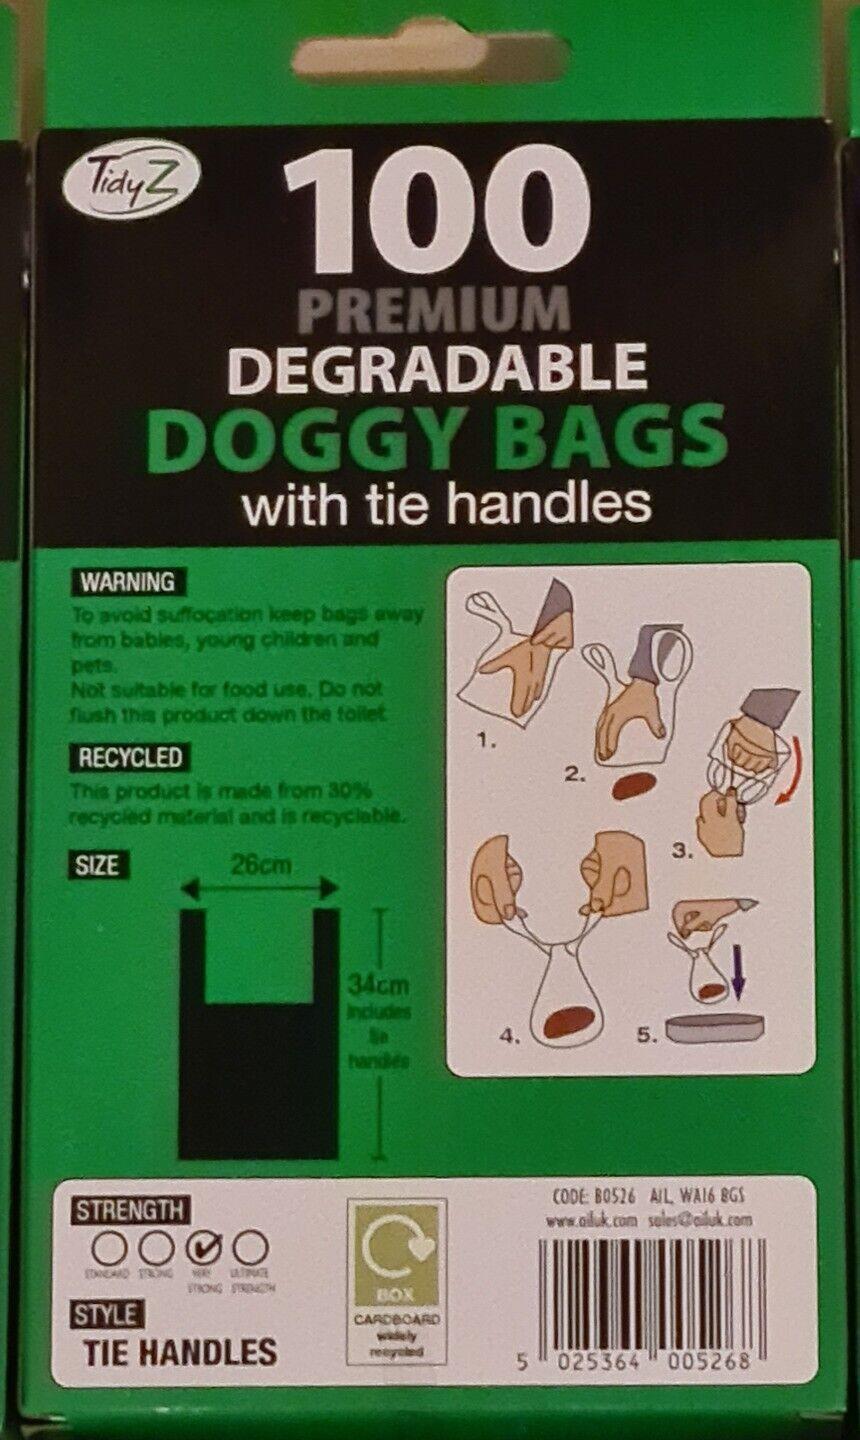 TidyZ
100
PREMIUM
DEGRADABLE
DOGGY BAGS
with tie handles
WARNING
To avoid suffocation keep bags away
from babies, young children and
pets.
Not suitable for food use. Do not
flush this product down the toilet
RECYCLED
This product is made from 30%
recycled material and is recyclable.
SIZE
26cm
34cm
includes
tie
handles
1.
2.
3.
4.
5.
STRENGTH
STANDARD STRONG VERY ULTIMATE
STRONG STRENGTH
STYLE
TIE HANDLES
BOX
CARDBOARD
widely
recycled
CODE: B0526 AIL, WA16 8GS
www.ailuk.com sales@ailuk.com
5 025364 005268